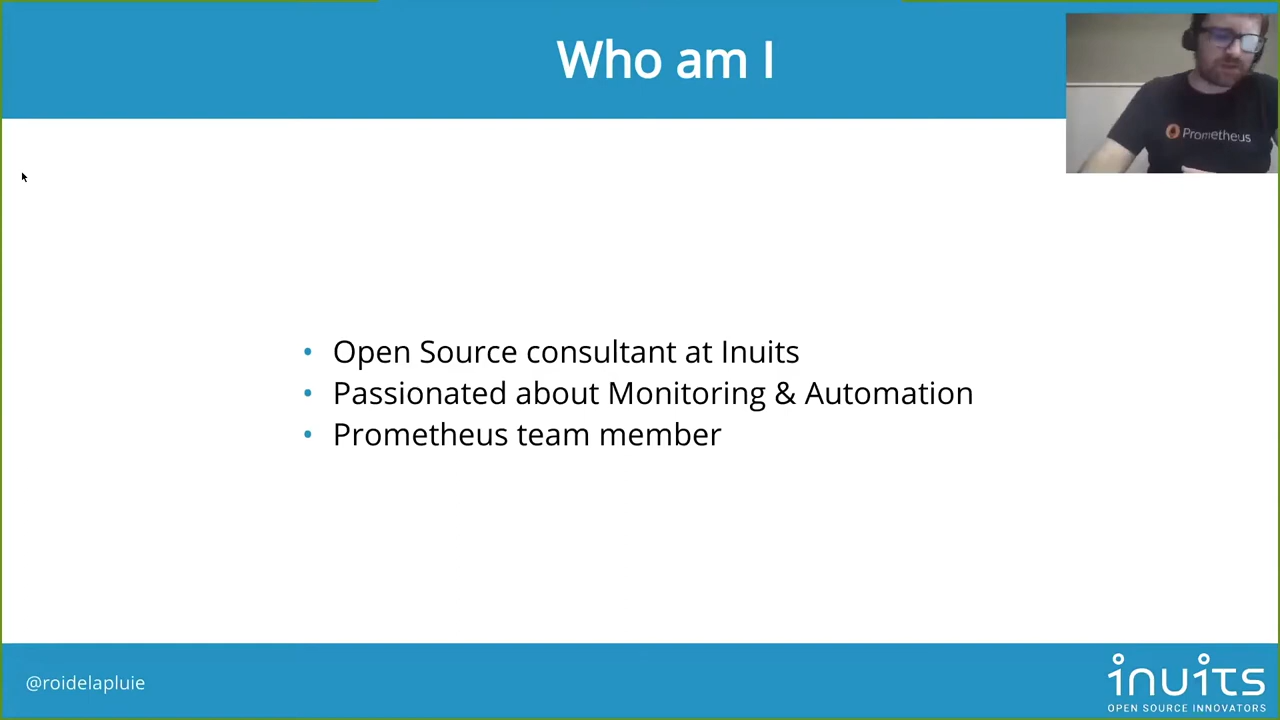 Who am I
Prometheus
Open Source consultant at Inuits
Passionated about Monitoring & Automation
Prometheus team member
@roidelapluie
inuits
OPEN SOURCE INNOVATORS